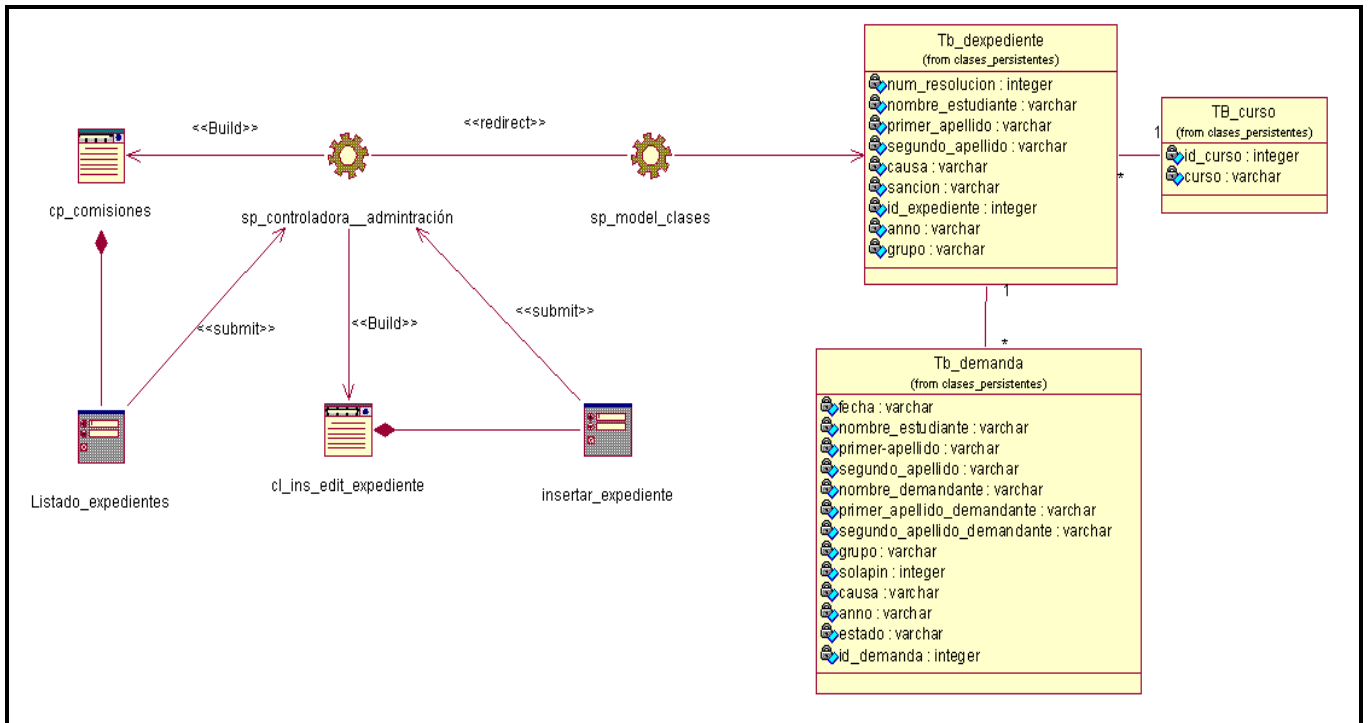 Tb_dexpediente
(from clases_persistentes)
num_resolucion : integer
nombre_estudiante : varchar
primer_apellido : varchar
segundo_apellido : varchar
causa : varchar
sancion : varchar
id_expediente : integer
anno : varchar
grupo : varchar
TB_curso
(from clases_persistentes)
id_curso : integer
curso : varchar
1
*
<<Build>>
<<redirect>>
cp_comisiones
sp_controladora__admintración
sp_model_clases
<<submit>>
<<Build>>
<<submit>>
Listado_expedientes
cl_ins_edit_expediente
insertar_expediente
1
*
Tb_demanda
(from clases_persistentes)
fecha : varchar
nombre_estudiante : varchar
primer-apellido : varchar
segundo_apellido : varchar
nombre_demandante : varchar
primer_apellido_demandante : varchar
segundo_apellido_demandante : varchar
grupo : varchar
solapin : integer
causa : varchar
anno : varchar
estado : varchar
id_demanda : integer